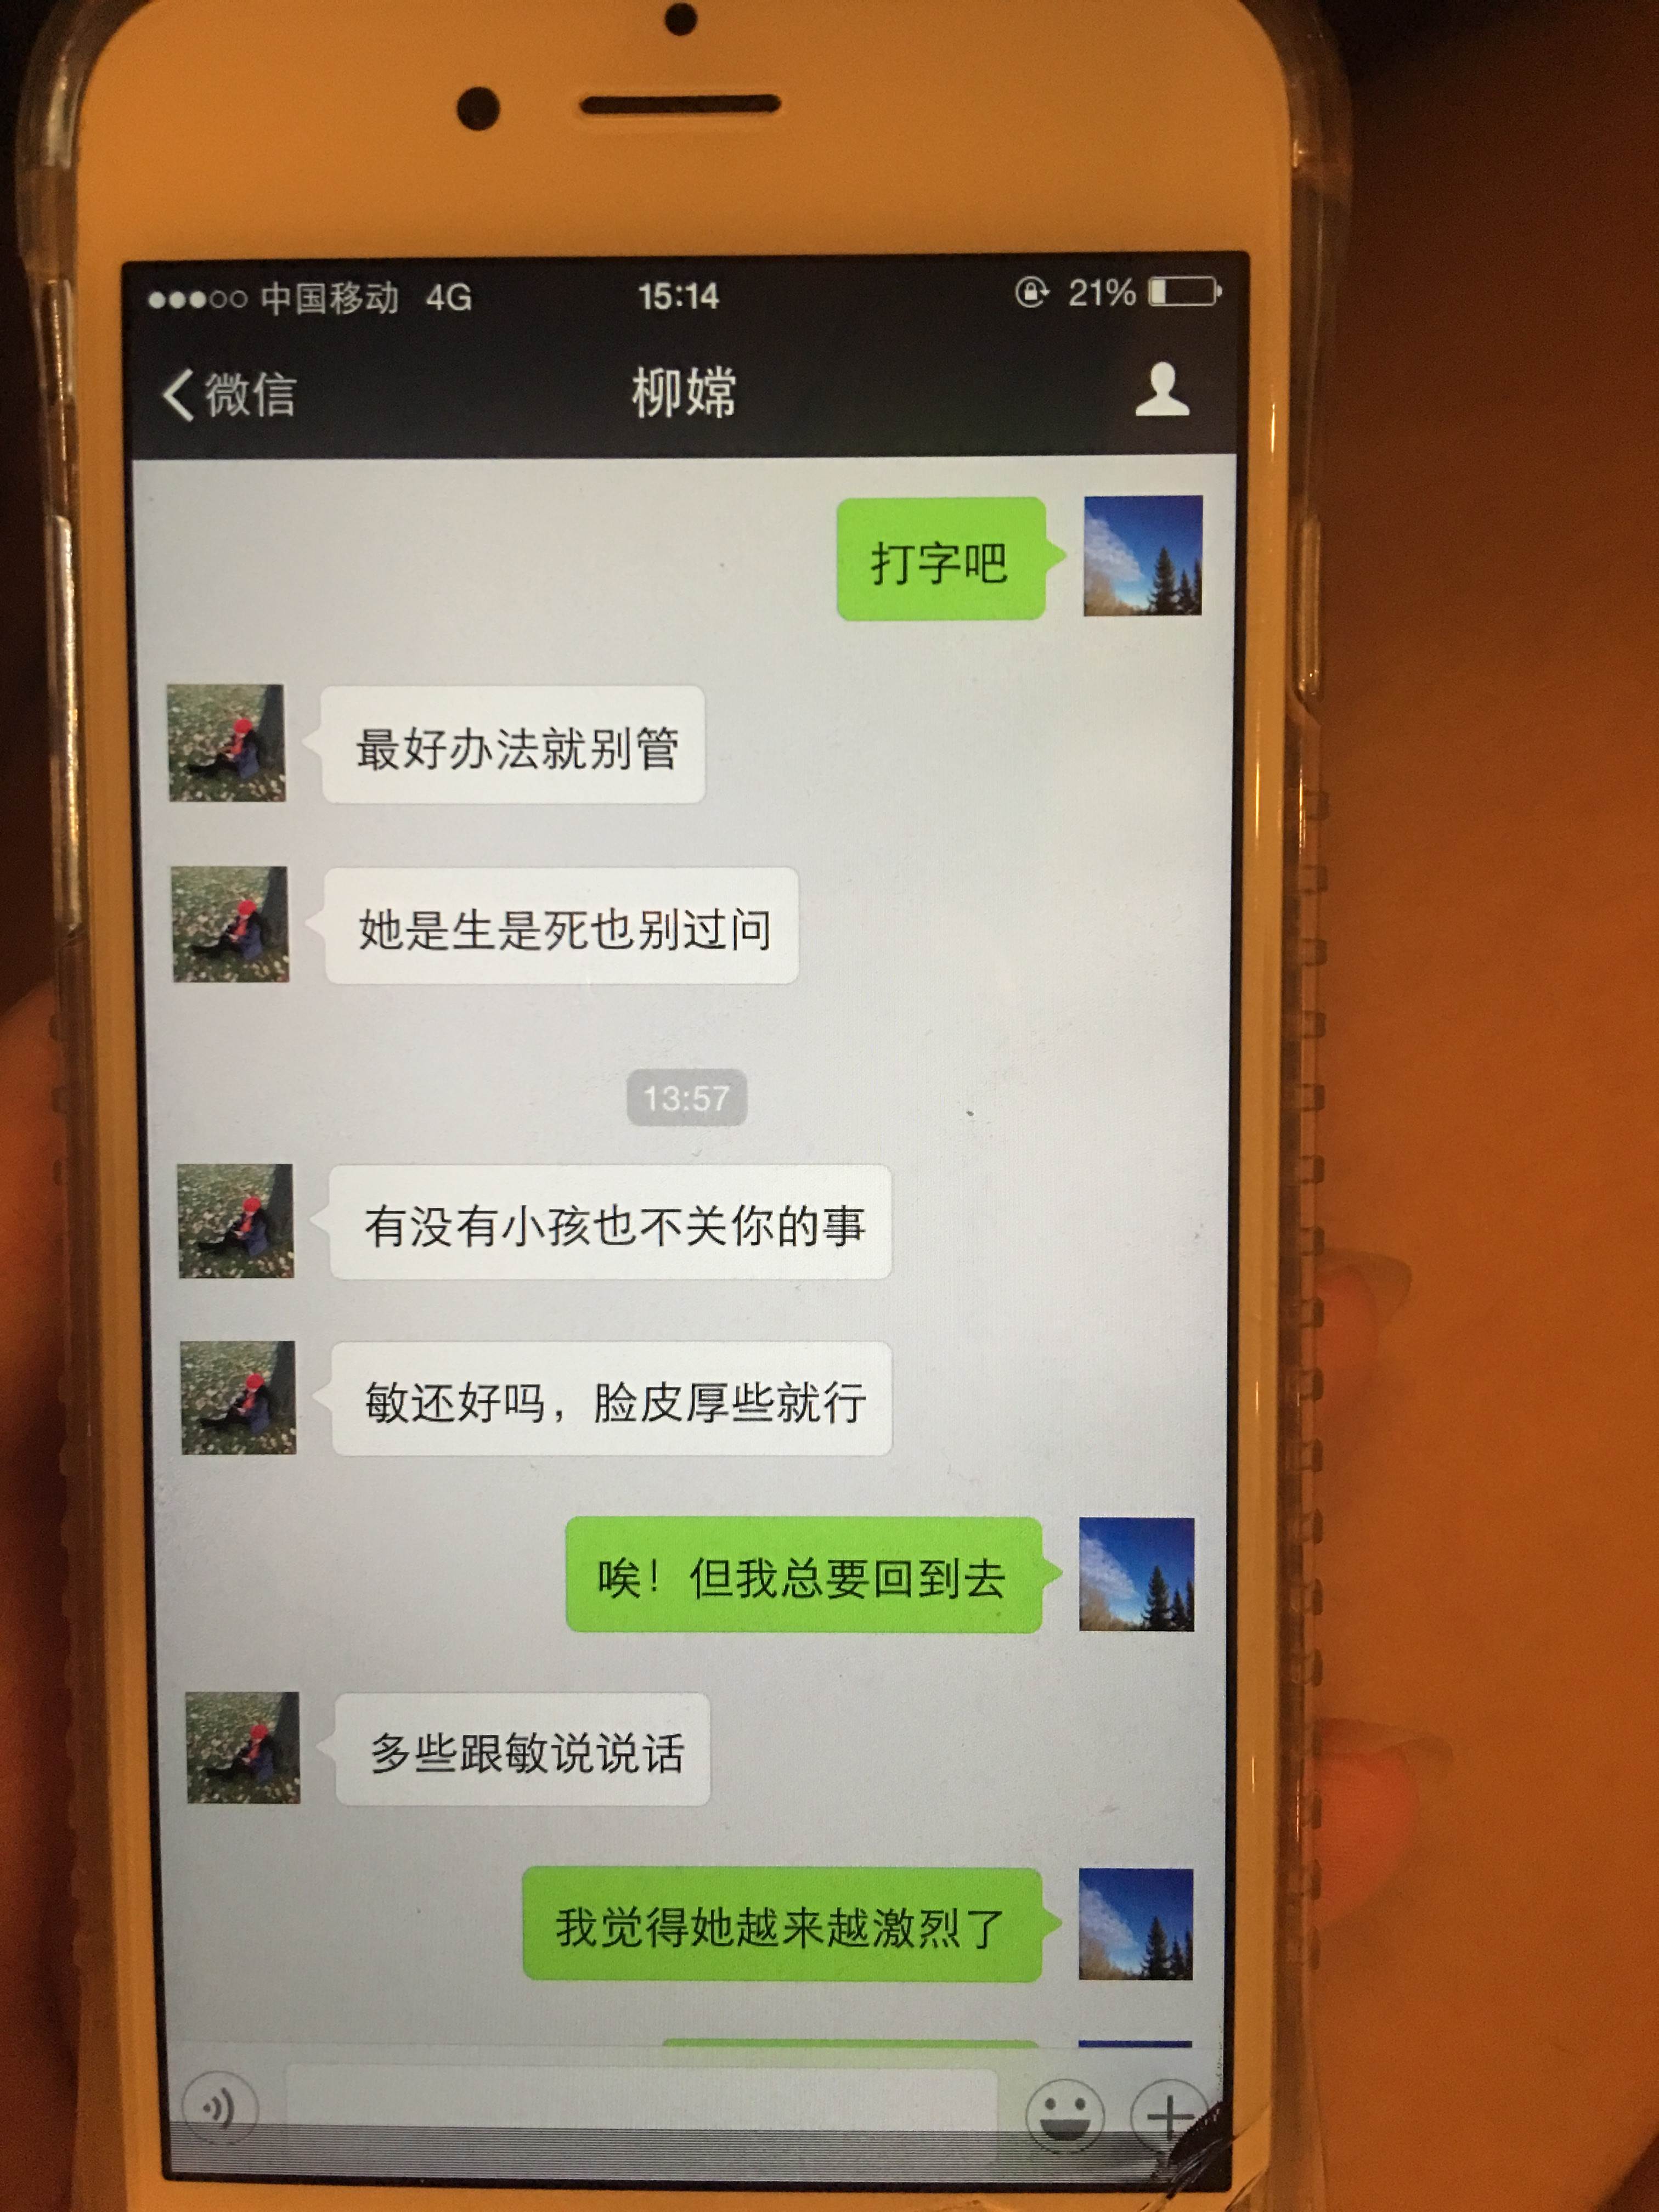 中国移动 4G 15:14 21%
微信 柳嫦
打字吧
最好办法就别管
她是生是死也别过问
13:57
有没有小孩也不关你的事
敏还好吗，脸皮厚些就行
唉！但我总要回到去
多些跟敏说说话
我觉得她越来越激烈了